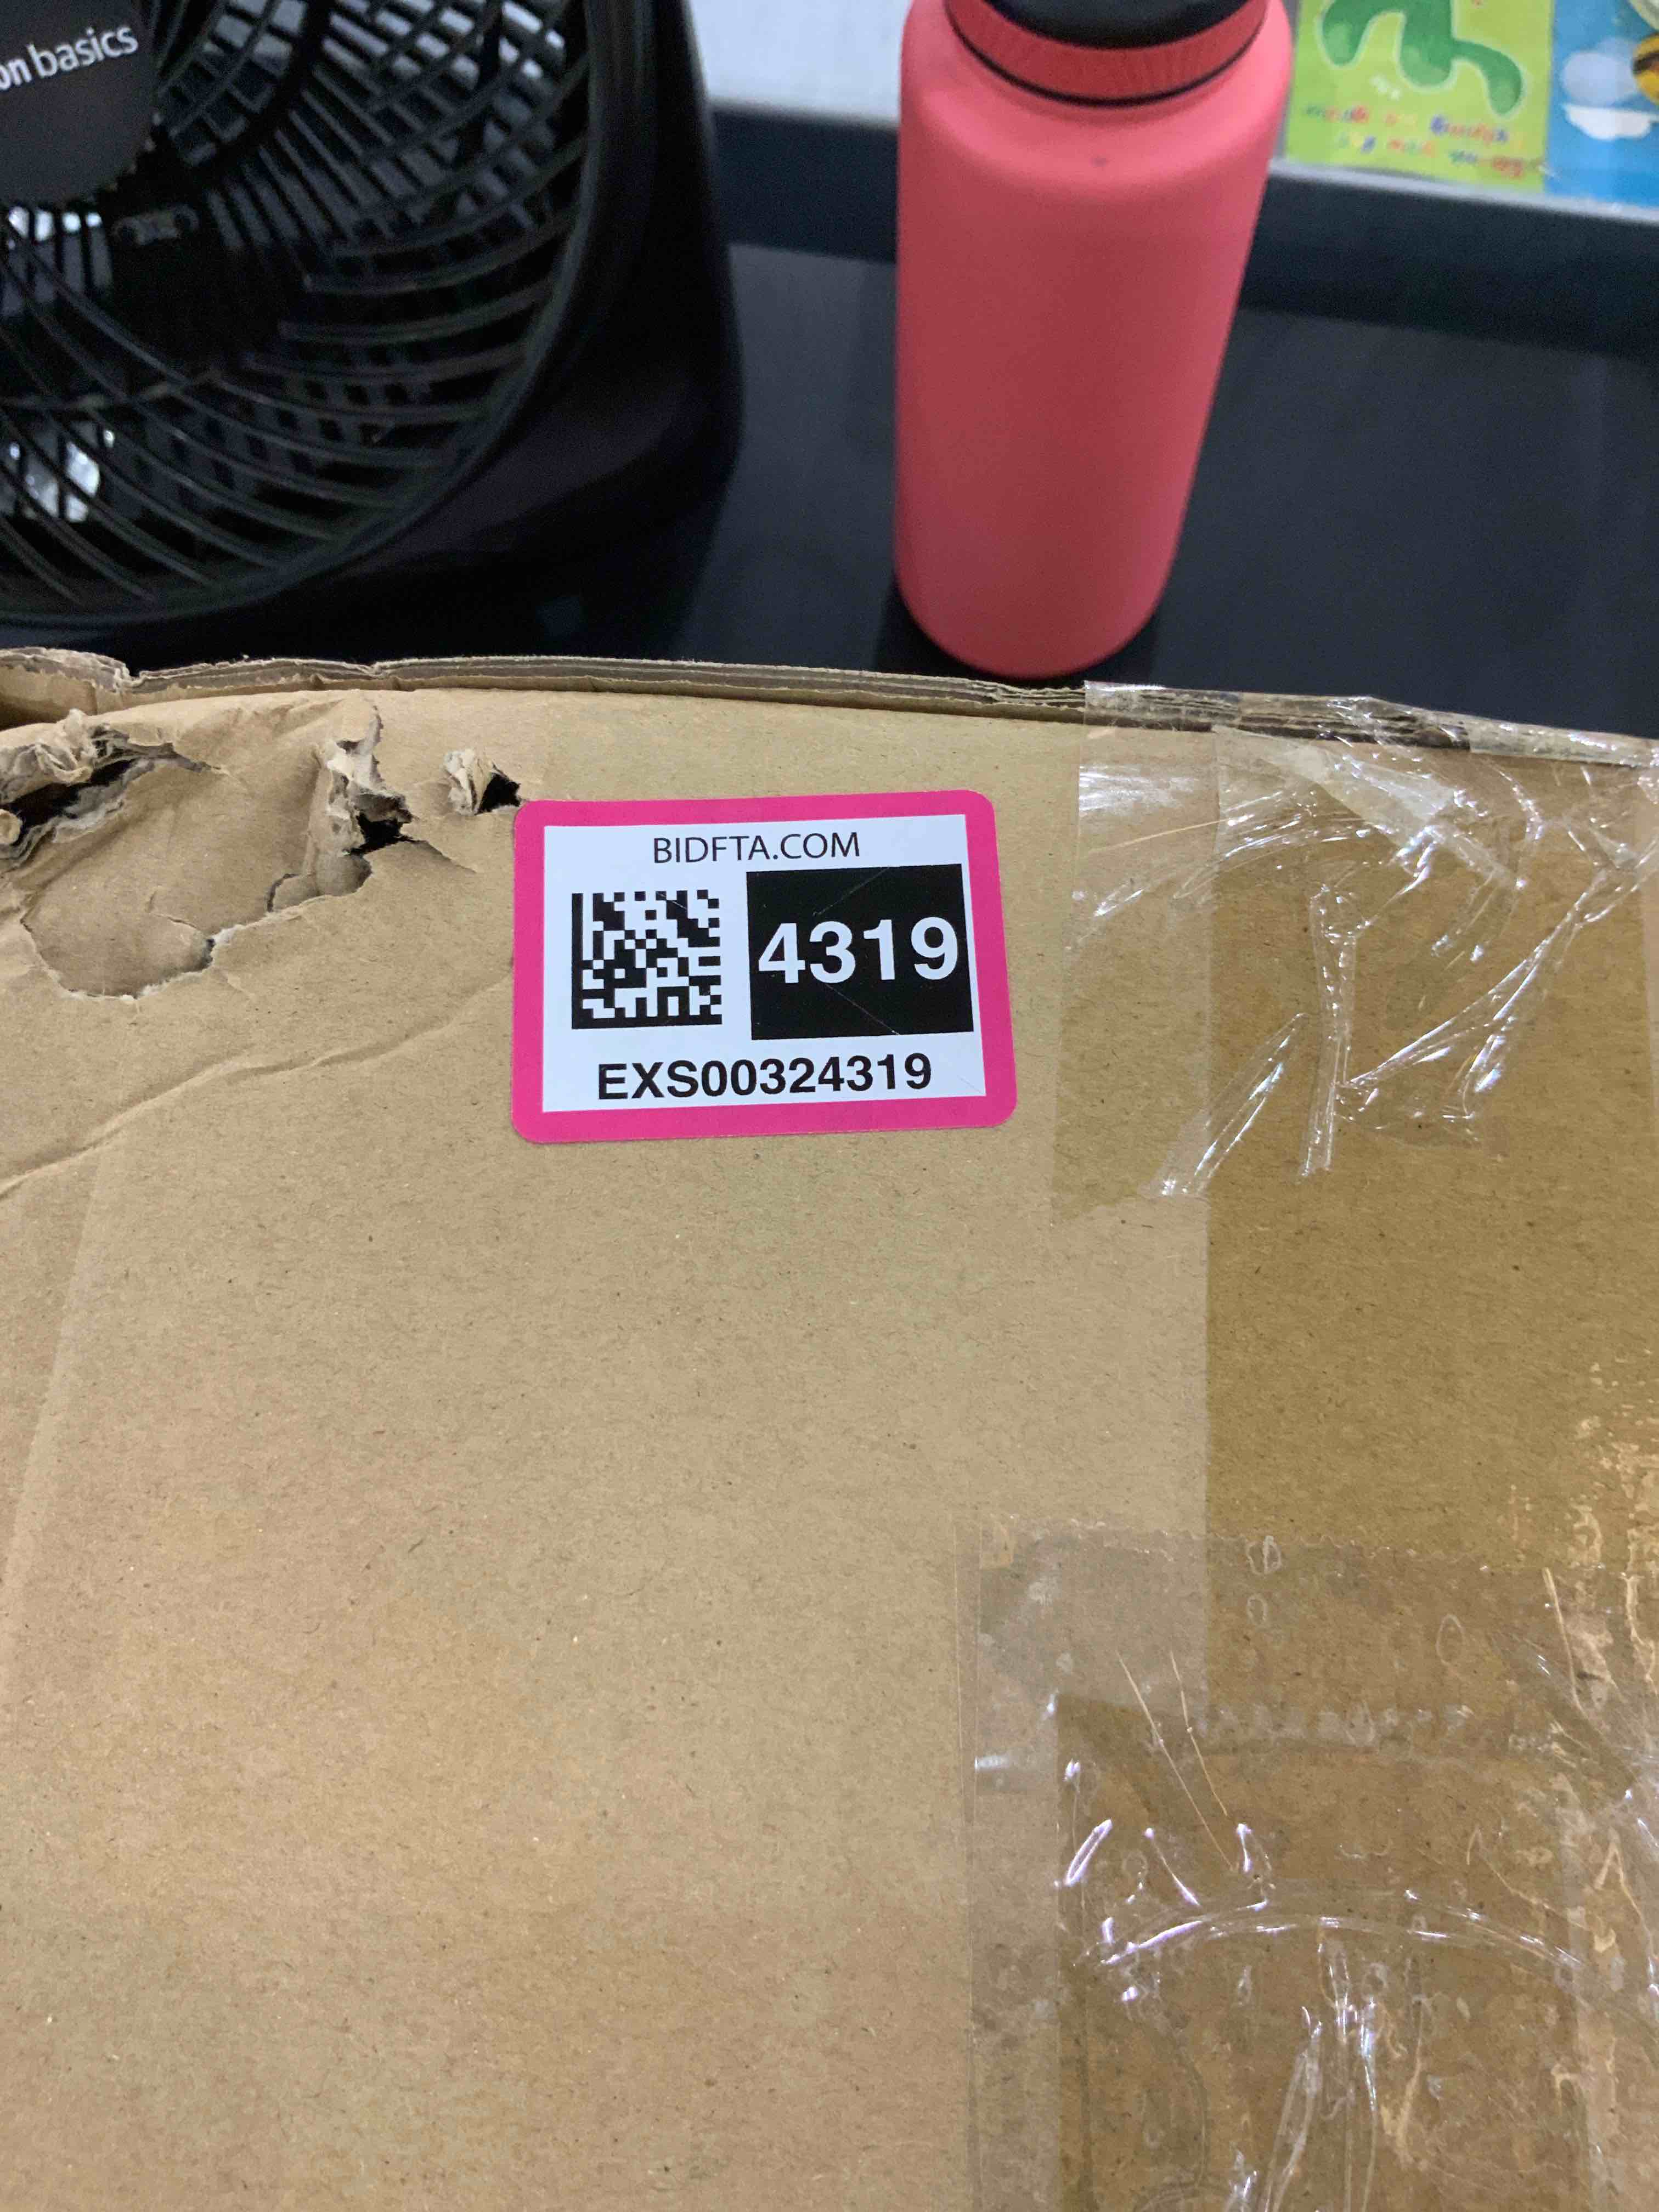 on basics
BIDFTA.COM
4319
EXS00324319